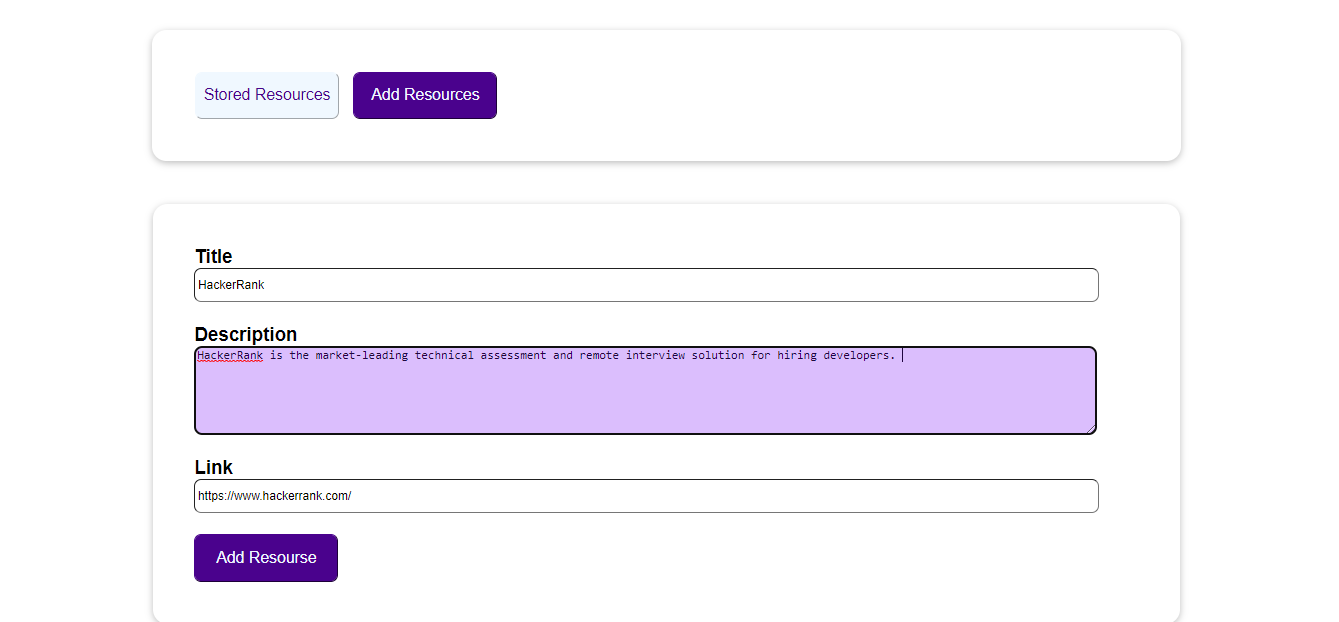 Stored Resources Add Resources
Title
HackerRank
Description
HackerRank is the market-leading technical assessment and remote interview solution for hiring developers.
Link
https://www.hackerrank.com/
Add Resourse